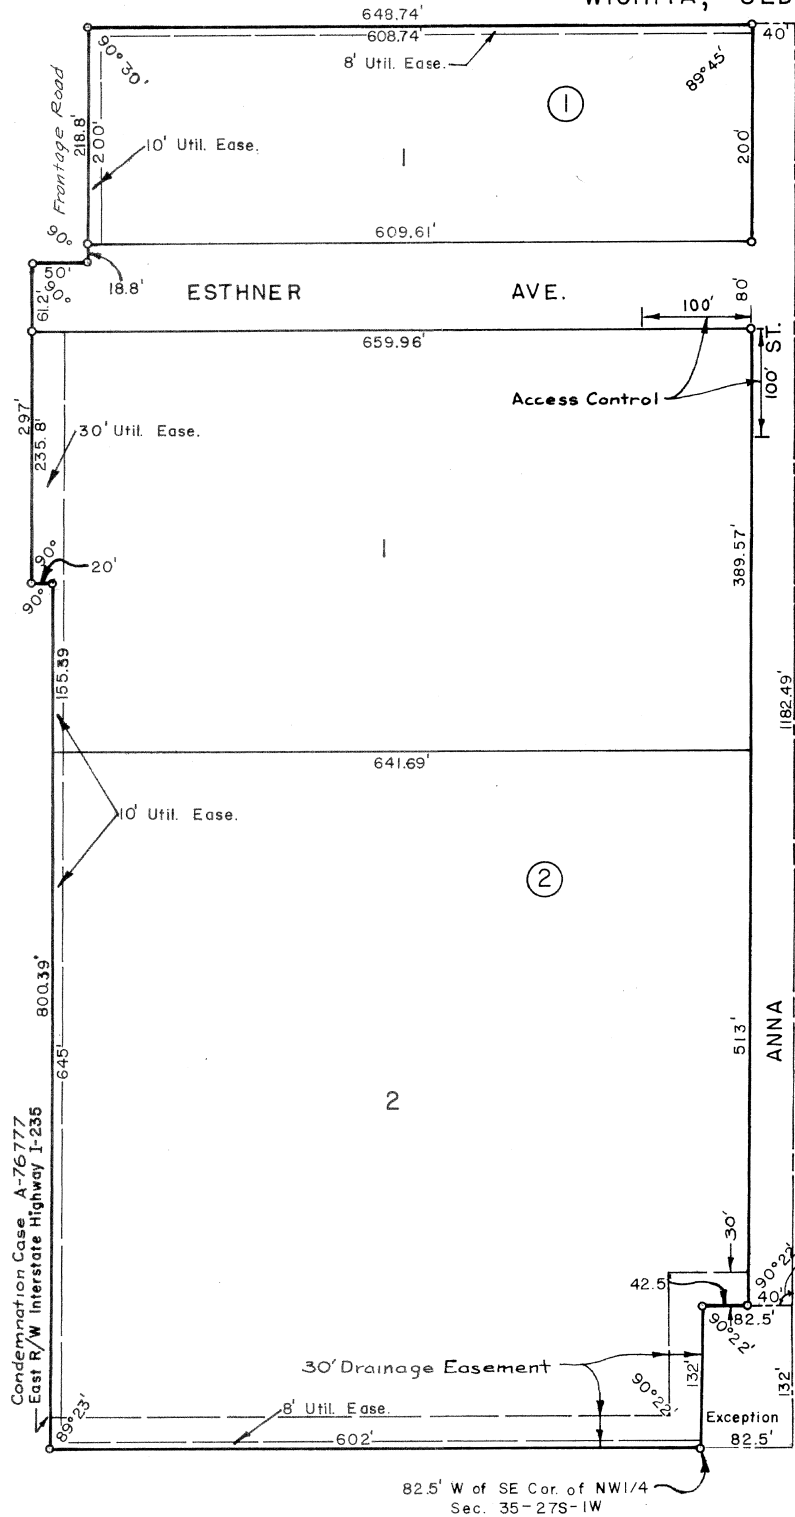 WICHITA,
648.74'
608.74'
40'
90°30'
8' Util. Ease.
89°45'
1
Frontage Road
218.8'
200'
10' Util. Ease.
1
200'
90°
609.61'
50'
90°
18.8'
61.2'
ESTHNER AVE.
80'
100'
659.96'
ST.
Access Control
100'
297'
235.8'
30' Util. Ease.
1
389.57'
90°
20'
90°
155.39
1182.49'
641.69'
10' Util. Ease.
2
800.39'
645'
513'
ANNA
2
Condemnation Case A-76777
East R/W Interstate Highway I-235
30'
90°22'
42.5
40'
82.5'
90°22'
30' Drainage Easement
132'
132'
90°22'
89°23'
8' Util. Ease.
Exception
602'
82.5'
82.5' W of SE Cor. of NW1/4
Sec. 35-27S-1W